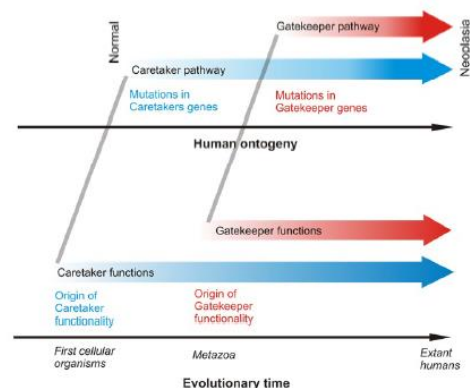 Normal
Gatekeeper pathway
Neoplasia
Caretaker pathway
Mutations in
Caretakers genes
Mutations in
Gatekeeper genes
Human ontogeny
Gatekeeper functions
Caretaker functions
Origin of
Caretaker
functionality
Origin of
Gatekeeper
functionality
First cellular
organisms
Metazoa
Extant
humans
Evolutionary time